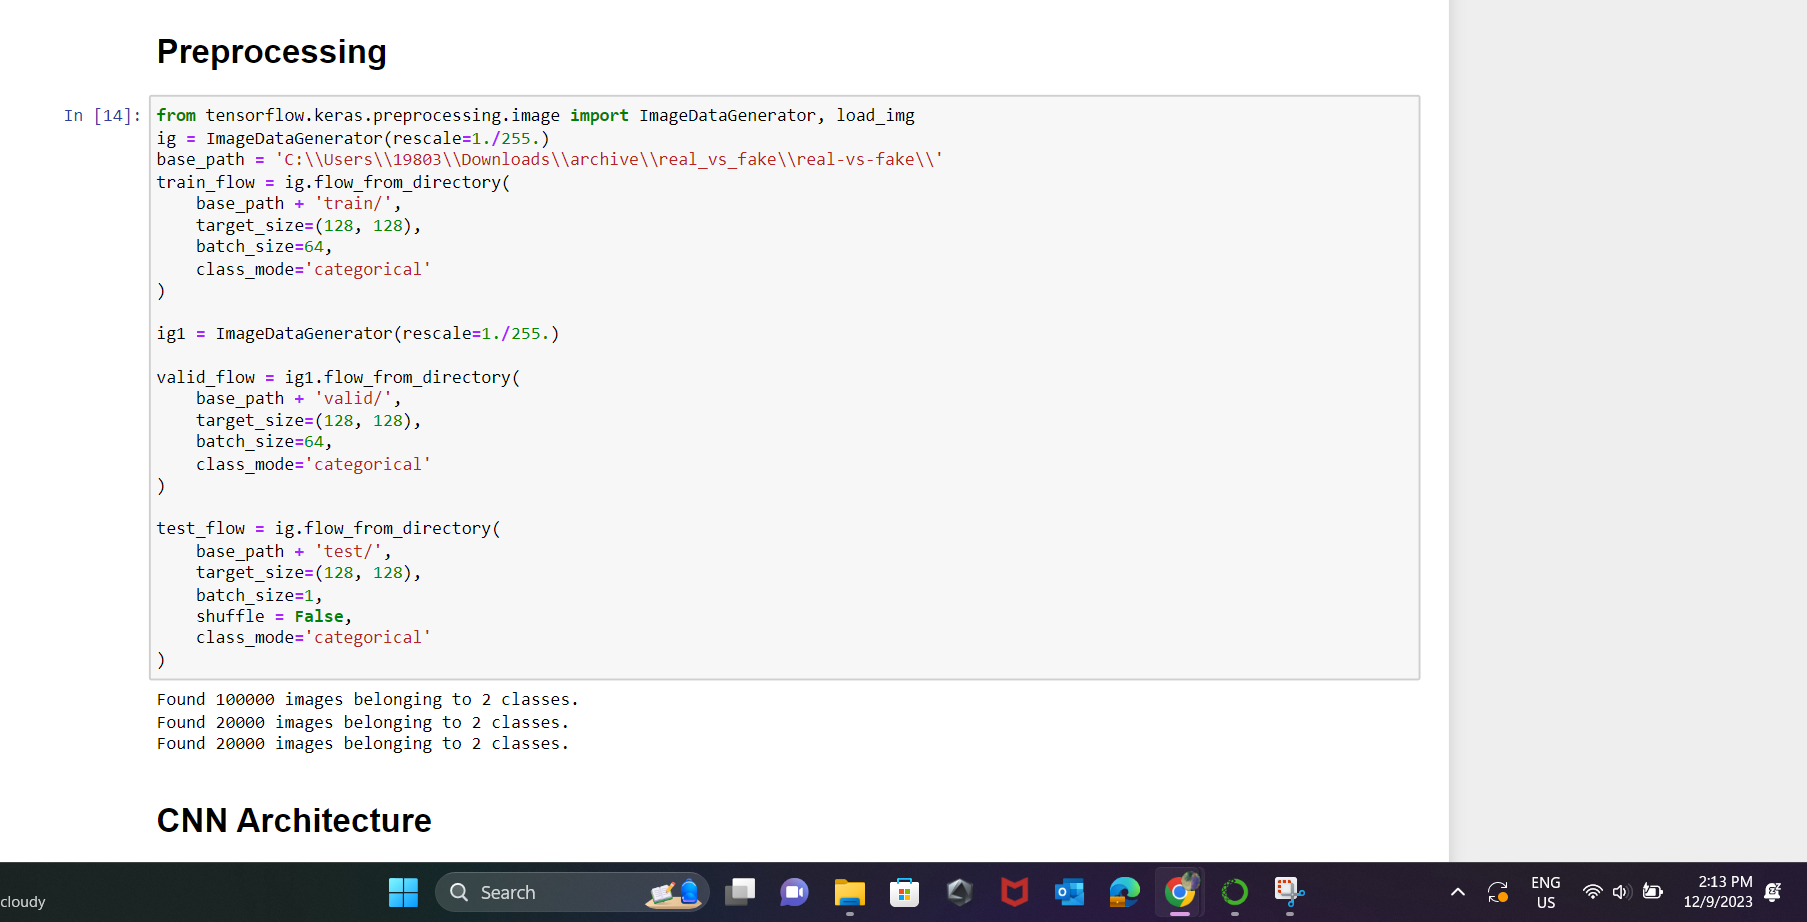 Preprocessing
In [14]:
from tensorflow.keras.preprocessing.image import ImageDataGenerator, load_img
ig = ImageDataGenerator(rescale=1./255.)
base_path = 'C:\\Users\\19803\\Downloads\\archive\\real_vs_fake\\real-vs-fake\\'
train_flow = ig.flow_from_directory(
    base_path + 'train/',
    target_size=(128, 128),
    batch_size=64,
    class_mode='categorical'
)

ig1 = ImageDataGenerator(rescale=1./255.)

valid_flow = ig1.flow_from_directory(
    base_path + 'valid/',
    target_size=(128, 128),
    batch_size=64,
    class_mode='categorical'
)

test_flow = ig.flow_from_directory(
    base_path + 'test/',
    target_size=(128, 128),
    batch_size=1,
    shuffle = False,
    class_mode='categorical'
)
Found 100000 images belonging to 2 classes.
Found 20000 images belonging to 2 classes.
Found 20000 images belonging to 2 classes.
CNN Architecture
cloudy
Search
ENG
US
2:13 PM
12/9/2023